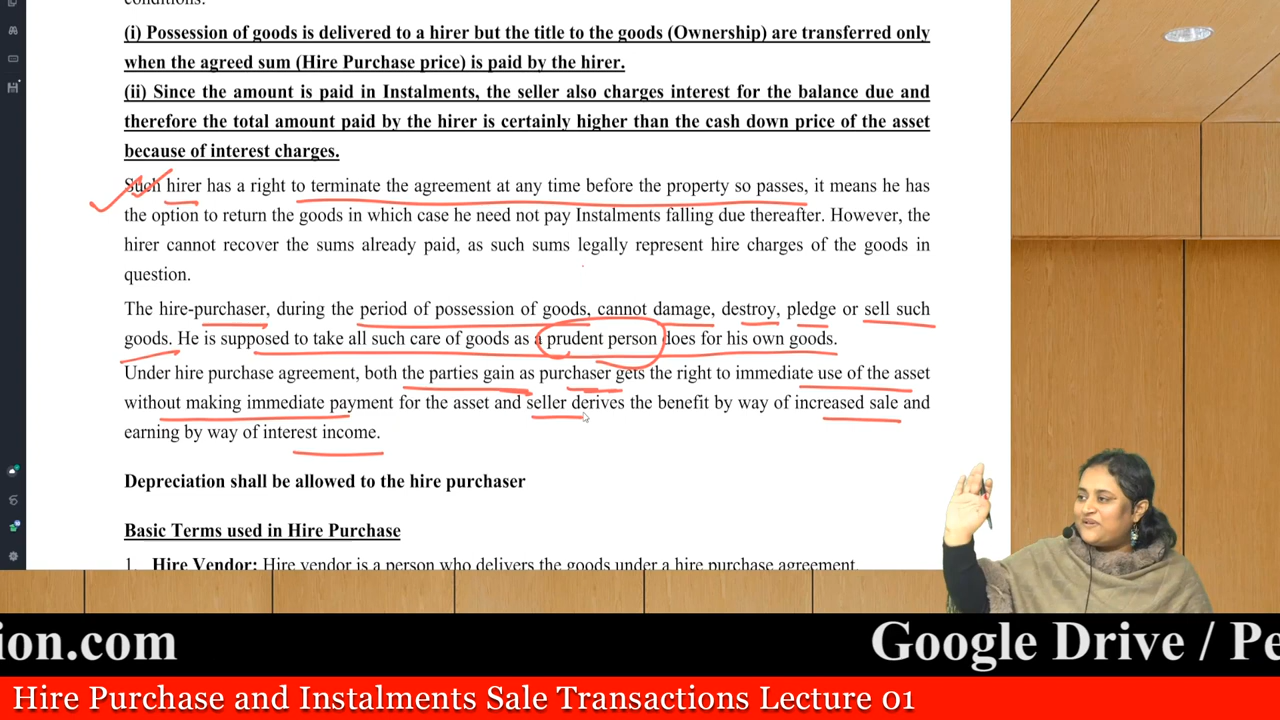 conditions:
(i) Possession of goods is delivered to a hirer but the title to the goods (Ownership) are transferred only
when the agreed sum (Hire Purchase price) is paid by the hirer.
(ii) Since the amount is paid in Instalments, the seller also charges interest for the balance due and
therefore the total amount paid by the hirer is certainly higher than the cash down price of the asset
because of interest charges.
Such hirer has a right to terminate the agreement at any time before the property so passes, it means he has
the option to return the goods in which case he need not pay Instalments falling due thereafter. However, the
hirer cannot recover the sums already paid, as such sums legally represent hire charges of the goods in
question.
The hire-purchaser, during the period of possession of goods, cannot damage, destroy, pledge or sell such
goods. He is supposed to take all such care of goods as a prudent person does for his own goods.
Under hire purchase agreement, both the parties gain as purchaser gets the right to immediate use of the asset
without making immediate payment for the asset and seller derives the benefit by way of increased sale and
earning by way of interest income.
Depreciation shall be allowed to the hire purchaser
Basic Terms used in Hire Purchase
1. Hire Vendor: Hire vendor is a person who delivers the goods under a hire purchase agreement.
ion.com Google Drive / Pe
Hire Purchase and Instalments Sale Transactions Lecture 01